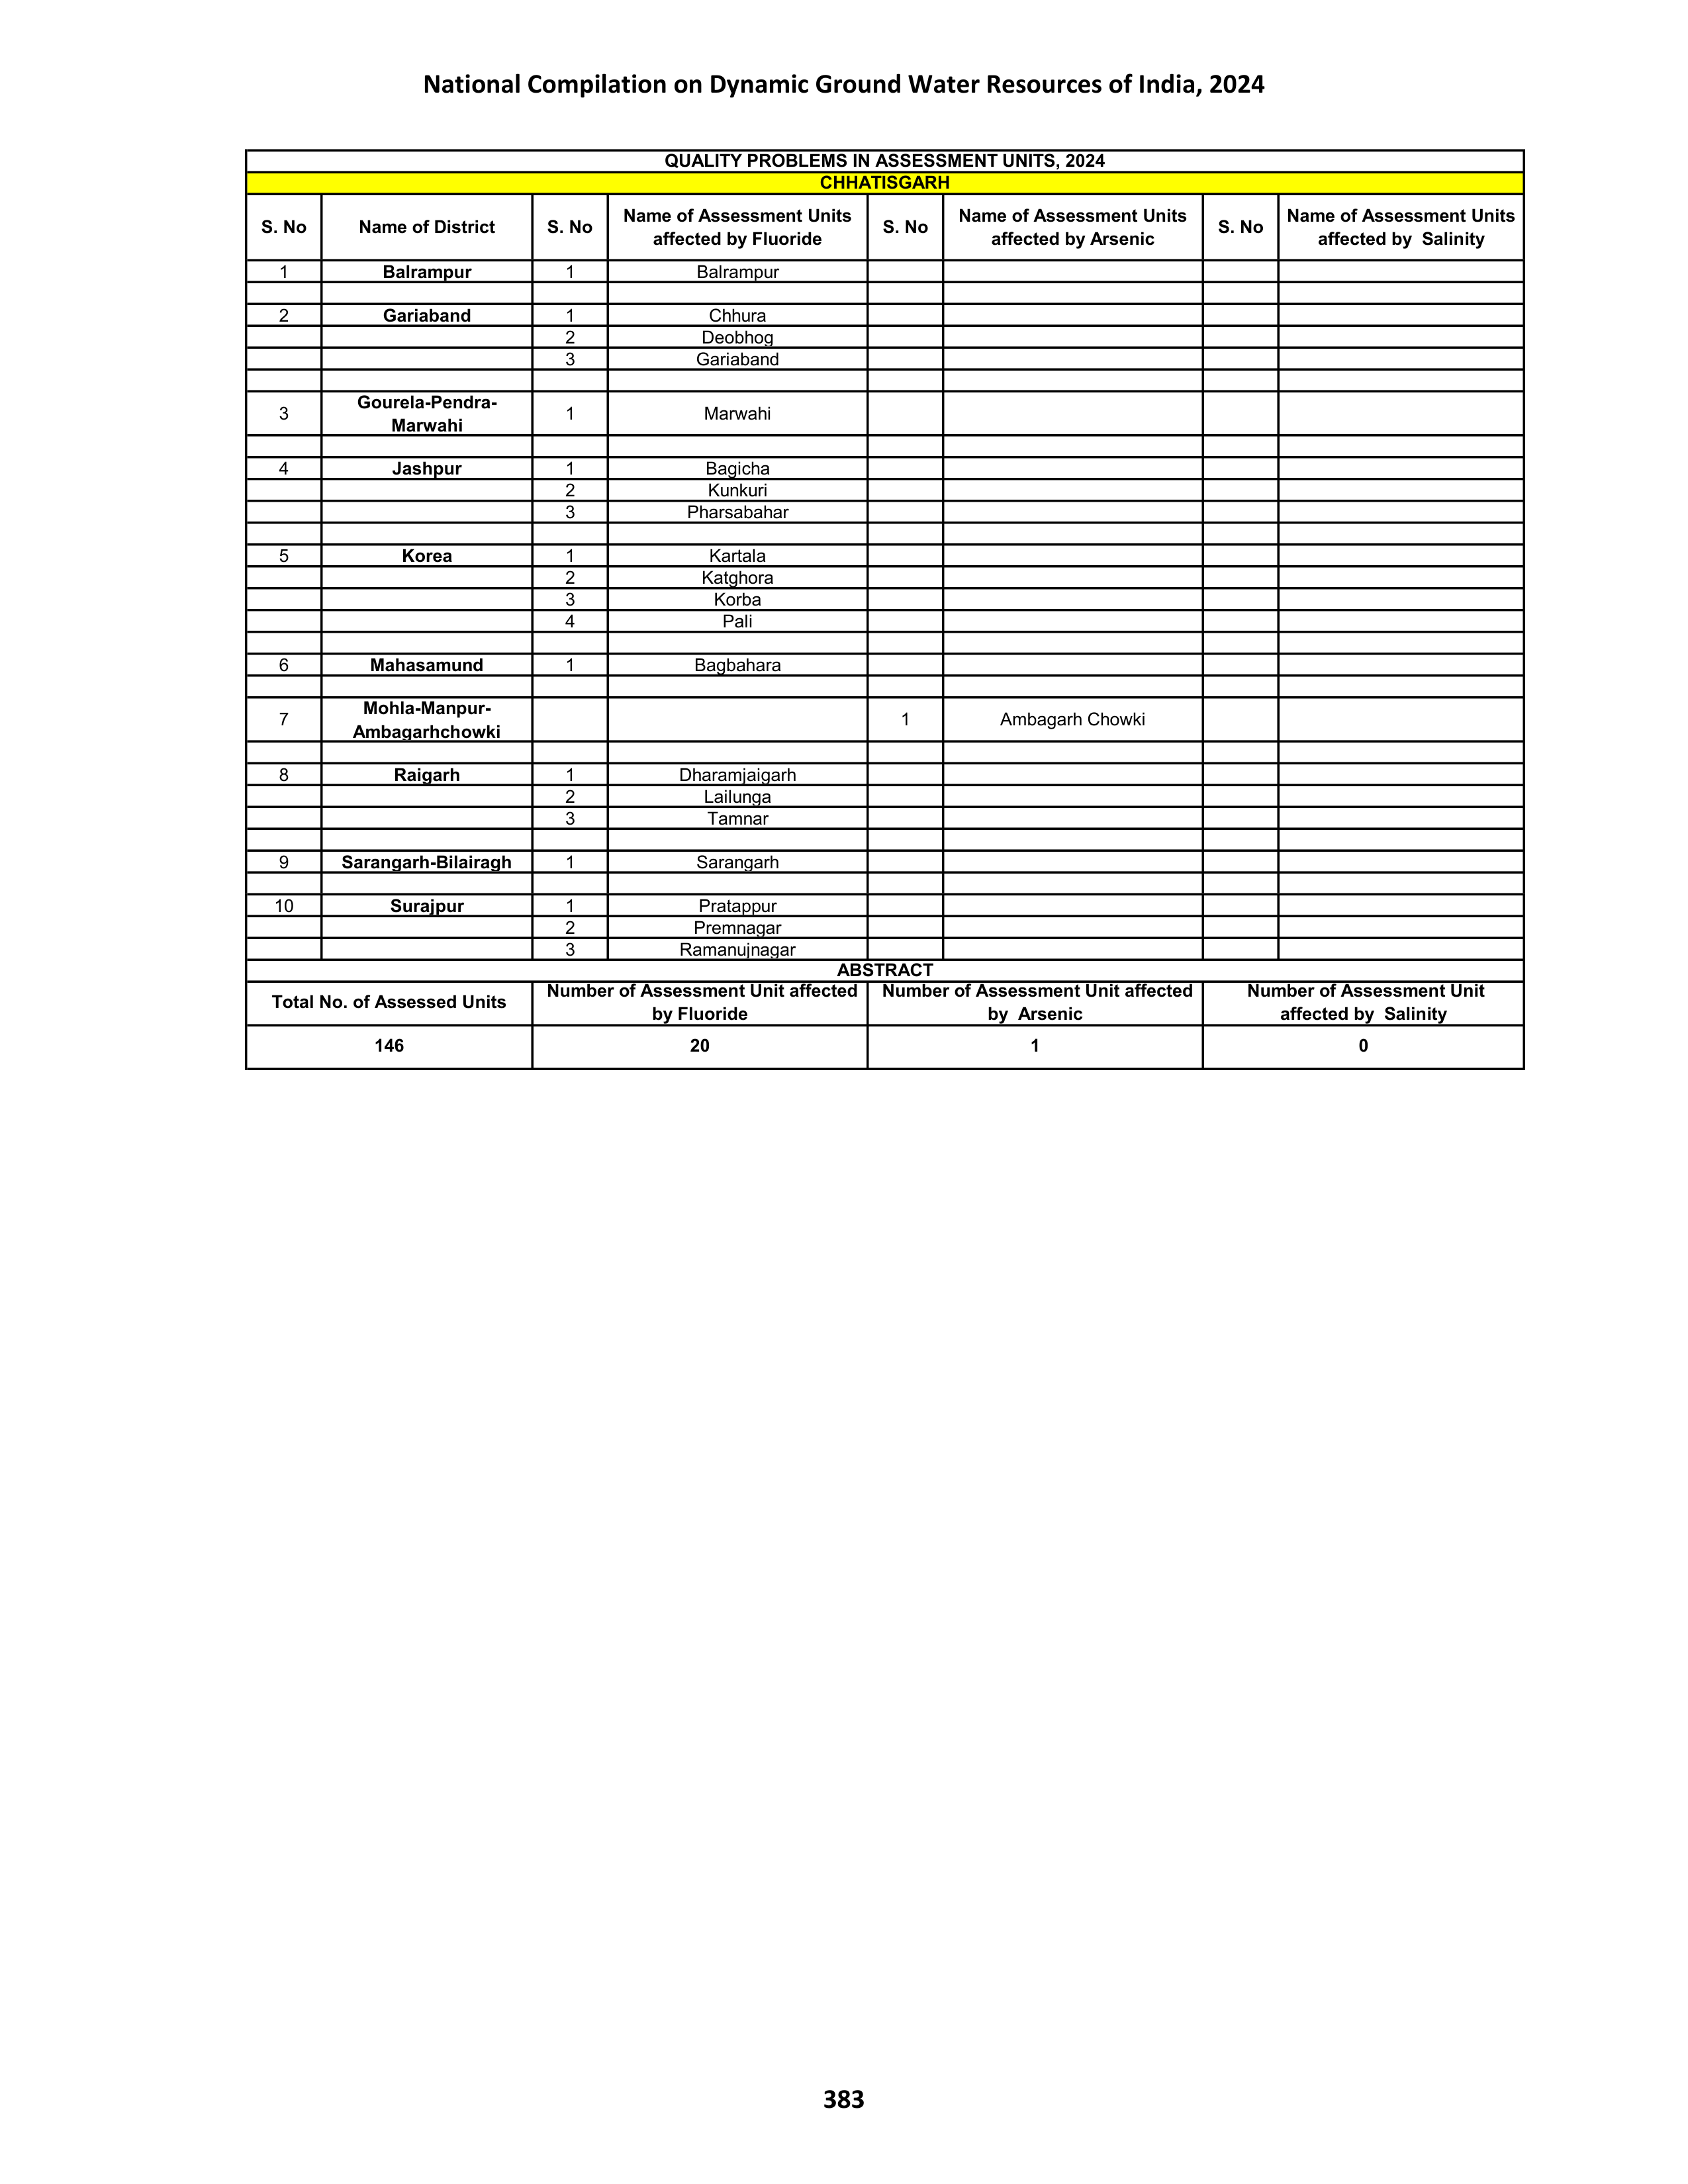 National Compilation on Dynamic Ground Water Resources of India, 2024
QUALITY PROBLEMS IN ASSESSMENT UNITS, 2024
CHHATISGARH
S. No Name of District S. No Name of Assessment Units affected by Fluoride S. No Name of Assessment Units affected by Arsenic S. No Name of Assessment Units affected by Salinity
1 Balrampur 1 Balrampur
2 Gariaband 1 Chhura
2 Deobhog
3 Gariaband
3 Gourela-Pendra-Marwahi 1 Marwahi
4 Jashpur 1 Bagicha
2 Kunkuri
3 Pharsabahar
5 Korea 1 Kartala
2 Katghora
3 Korba
4 Pali
6 Mahasamund 1 Bagbahara
7 Mohla-Manpur-Ambagarhchowki 1 Ambagarh Chowki
8 Raigarh 1 Dharamjaigarh
2 Lailunga
3 Tamnar
9 Sarangarh-Bilairagh 1 Sarangarh
10 Surajpur 1 Pratappur
2 Premnagar
3 Ramanujnagar
ABSTRACT
Total No. of Assessed Units Number of Assessment Unit affected by Fluoride Number of Assessment Unit affected by Arsenic Number of Assessment Unit affected by Salinity
146 20 1 0
383